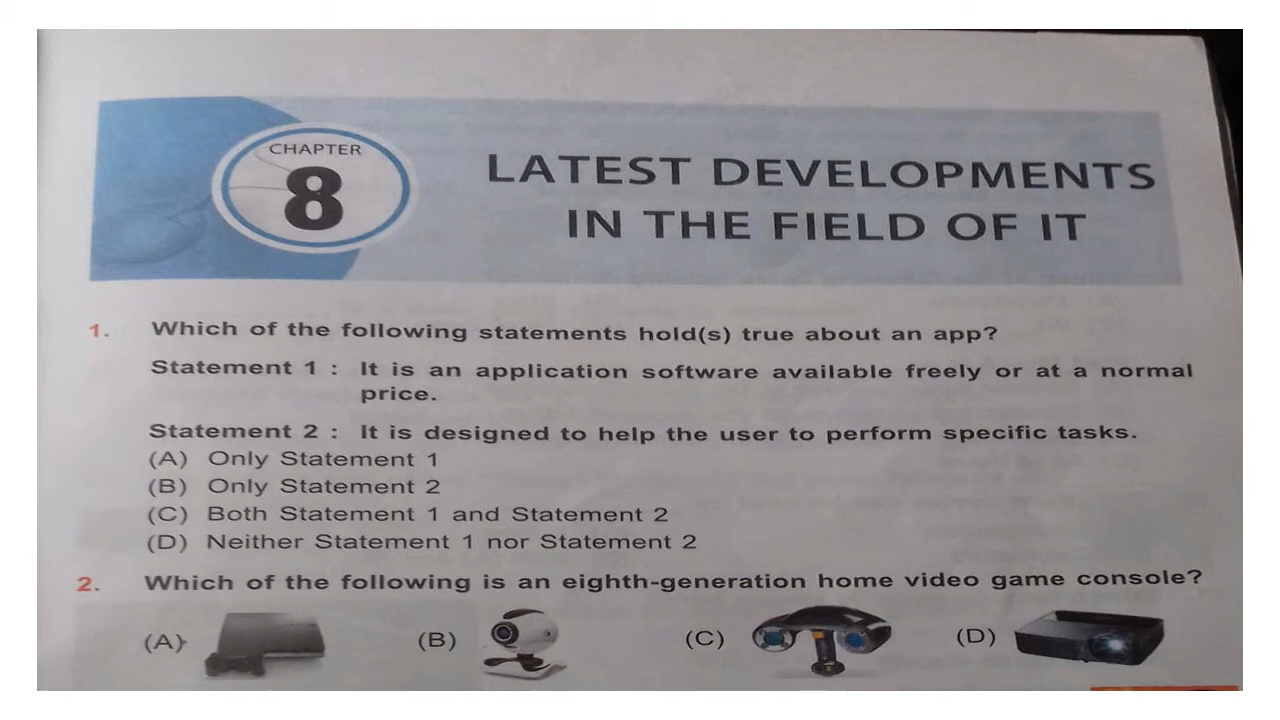 CHAPTER
8
LATEST DEVELOPMENTS
IN THE FIELD OF IT
1. Which of the following statements hold(s) true about an app?
Statement 1 : It is an application software available freely or at a normal
price.
Statement 2 : It is designed to help the user to perform specific tasks.
(A) Only Statement 1
(B) Only Statement 2
(C) Both Statement 1 and Statement 2
(D) Neither Statement 1 nor Statement 2
2. Which of the following is an eighth-generation home video game console?
(A) (B) (C) (D)